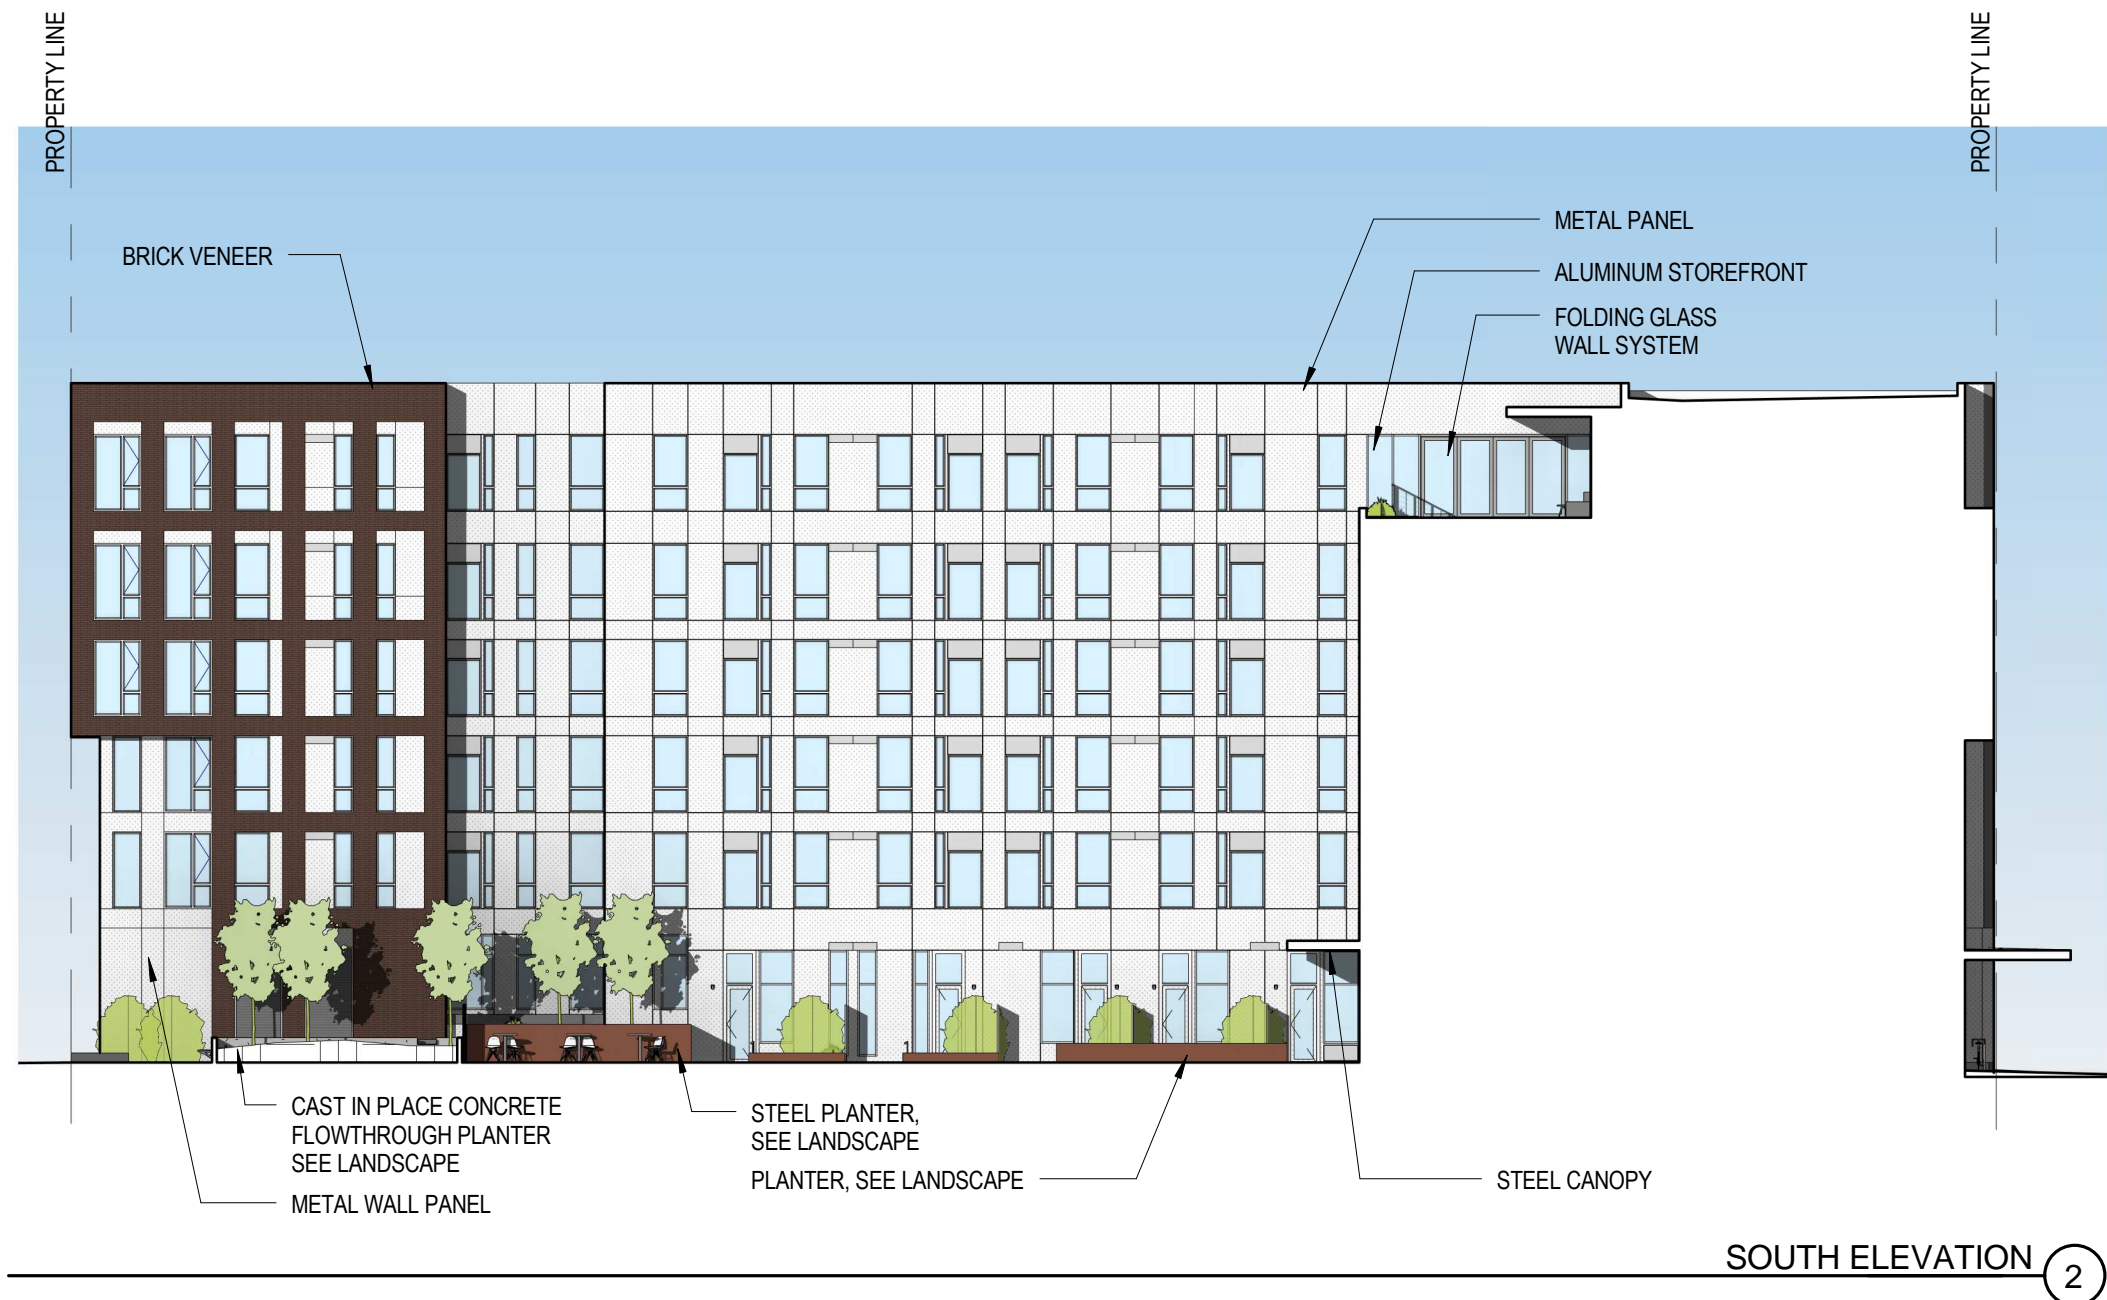 PROPERTY LINE
PROPERTY LINE
BRICK VENEER
METAL PANEL
ALUMINUM STOREFRONT
FOLDING GLASS
WALL SYSTEM
CAST IN PLACE CONCRETE
FLOWTHROUGH PLANTER
SEE LANDSCAPE
METAL WALL PANEL
STEEL PLANTER,
SEE LANDSCAPE
PLANTER, SEE LANDSCAPE
STEEL CANOPY
SOUTH ELEVATION
2